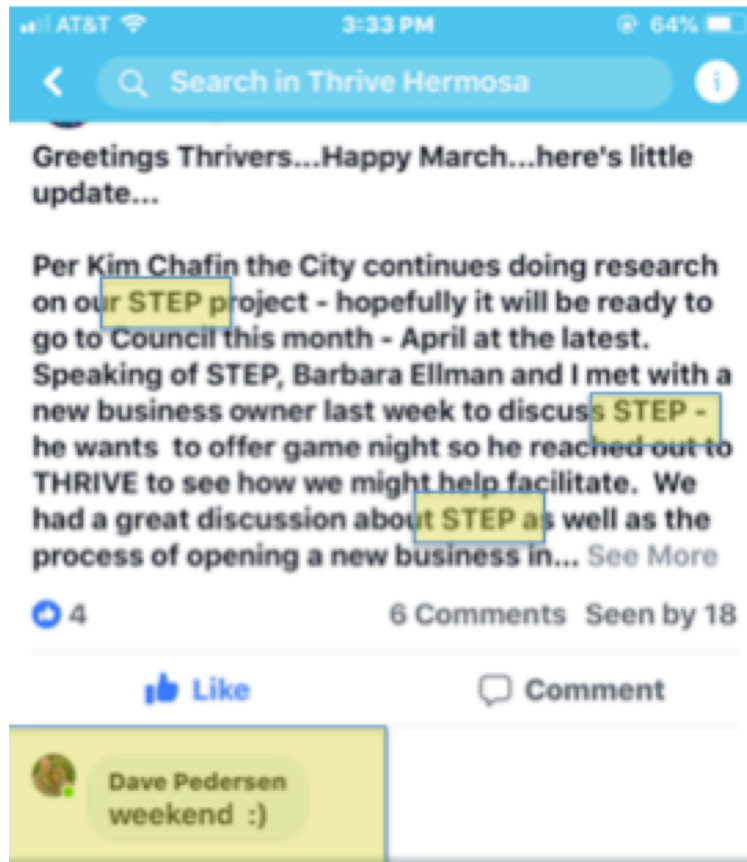 AT&T 3:33 PM 64%
Search in Thrive Hermosa
Greetings Thrivers...Happy March...here's little
update...
Per Kim Chafin the City continues doing research
on our STEP project - hopefully it will be ready to
go to Council this month - April at the latest.
Speaking of STEP, Barbara Ellman and I met with a
new business owner last week to discuss STEP -
he wants to offer game night so he reached out to
THRIVE to see how we might help facilitate. We
had a great discussion about STEP as well as the
process of opening a new business in... See More
4 6 Comments Seen by 18
Like Comment
Dave Pedersen
weekend :)